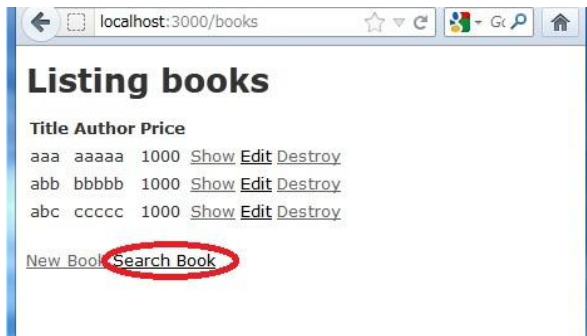 localhost:3000/books
Listing books
Title Author Price
aaa aaaaa 1000 Show Edit Destroy
abb bbbbb 1000 Show Edit Destroy
abc ccccc 1000 Show Edit Destroy
New Book Search Book